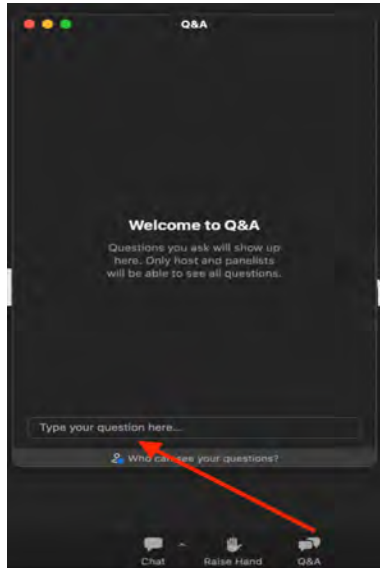 Q&A
Welcome to Q&A
Questions you ask will show up
here. Only host and panelists
will be able to see all questions.
Type your question here...
Who can see your questions?
Chat Raise Hand Q&A